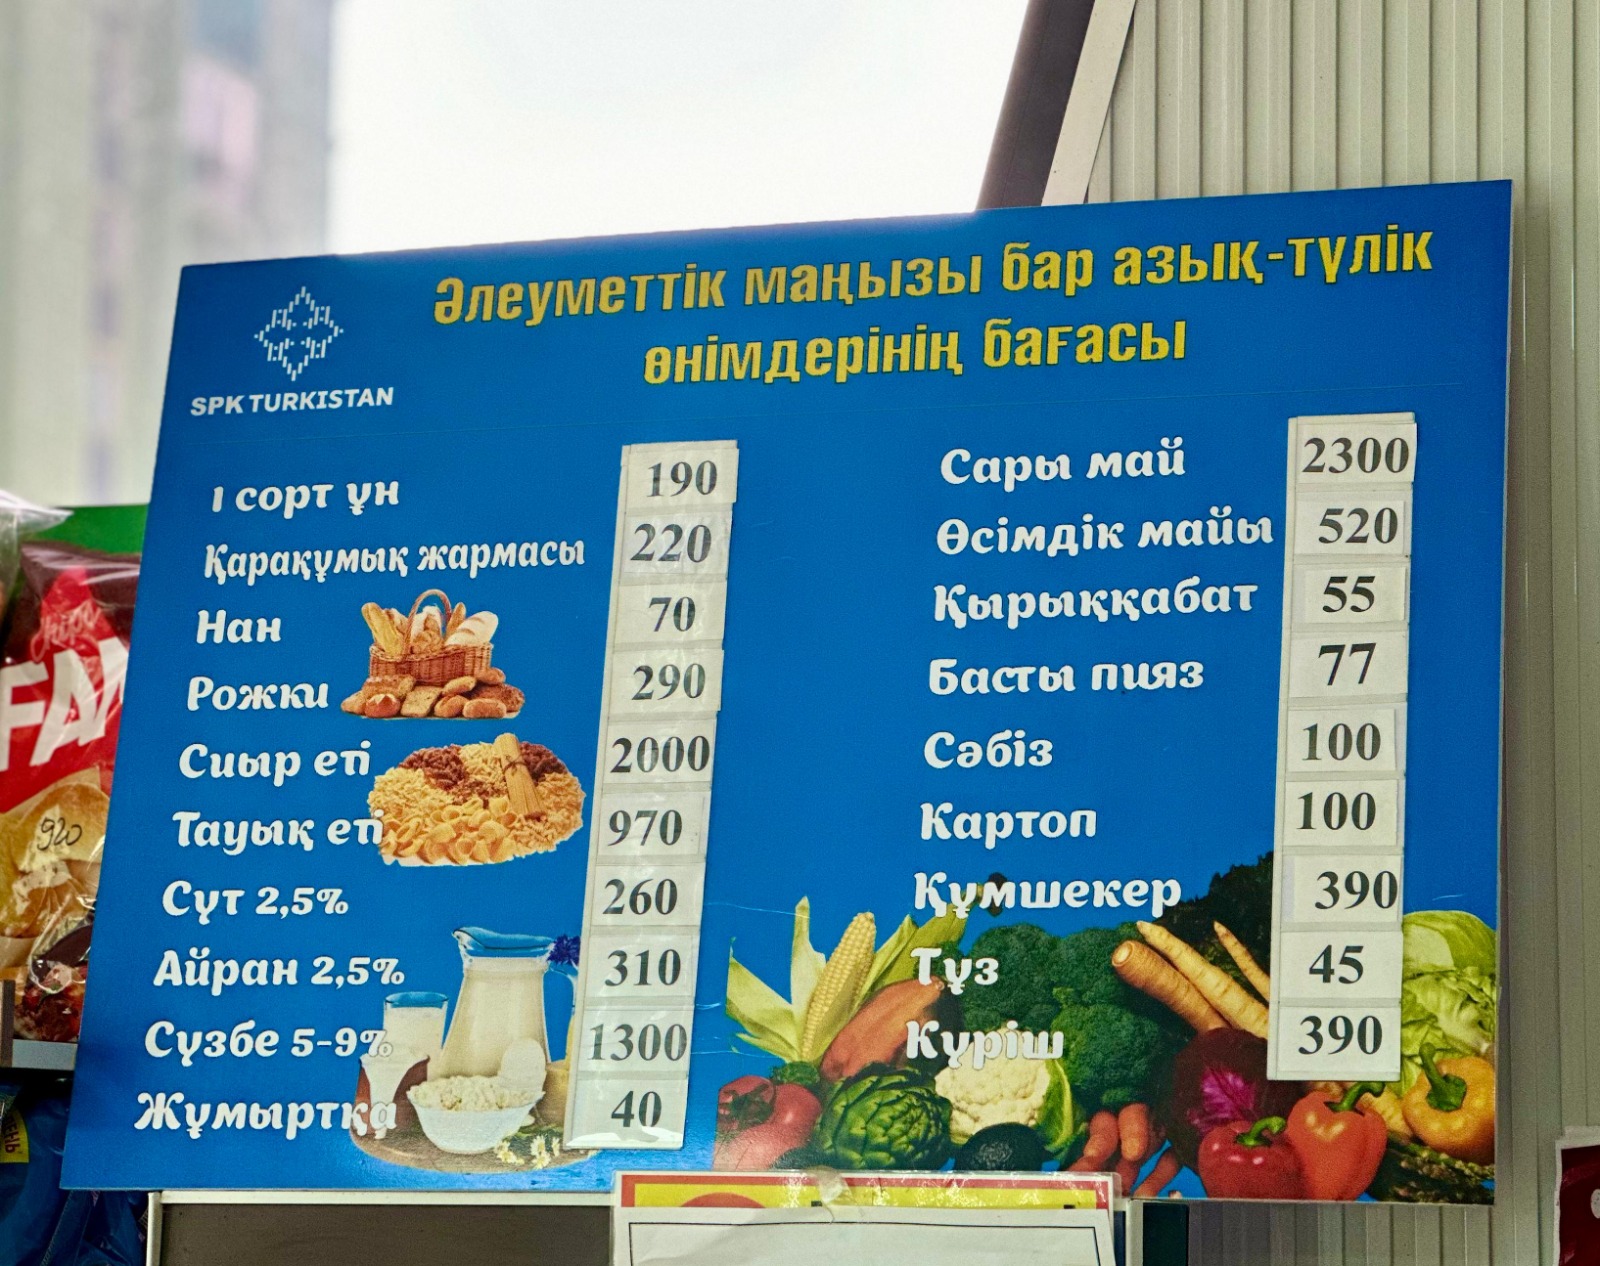 Әлеуметтік маңызы бар азық-түлік
өнімдерінің бағасы
SPK TURKISTAN
I сорт ұн 190
Қарақұмық жармасы 220
Нан 70
Рожки 290
Сиыр еті 2000
Тауық еті 970
Сүт 2,5% 260
Айран 2,5% 310
Сүзбе 5-9% 1300
Жұмыртқа 40
Сары май 2300
Өсімдік майы 520
Қырыққабат 55
Басты пияз 77
Сәбіз 100
Картоп 100
Құмшекер 390
Тұз 45
Күріш 390
920